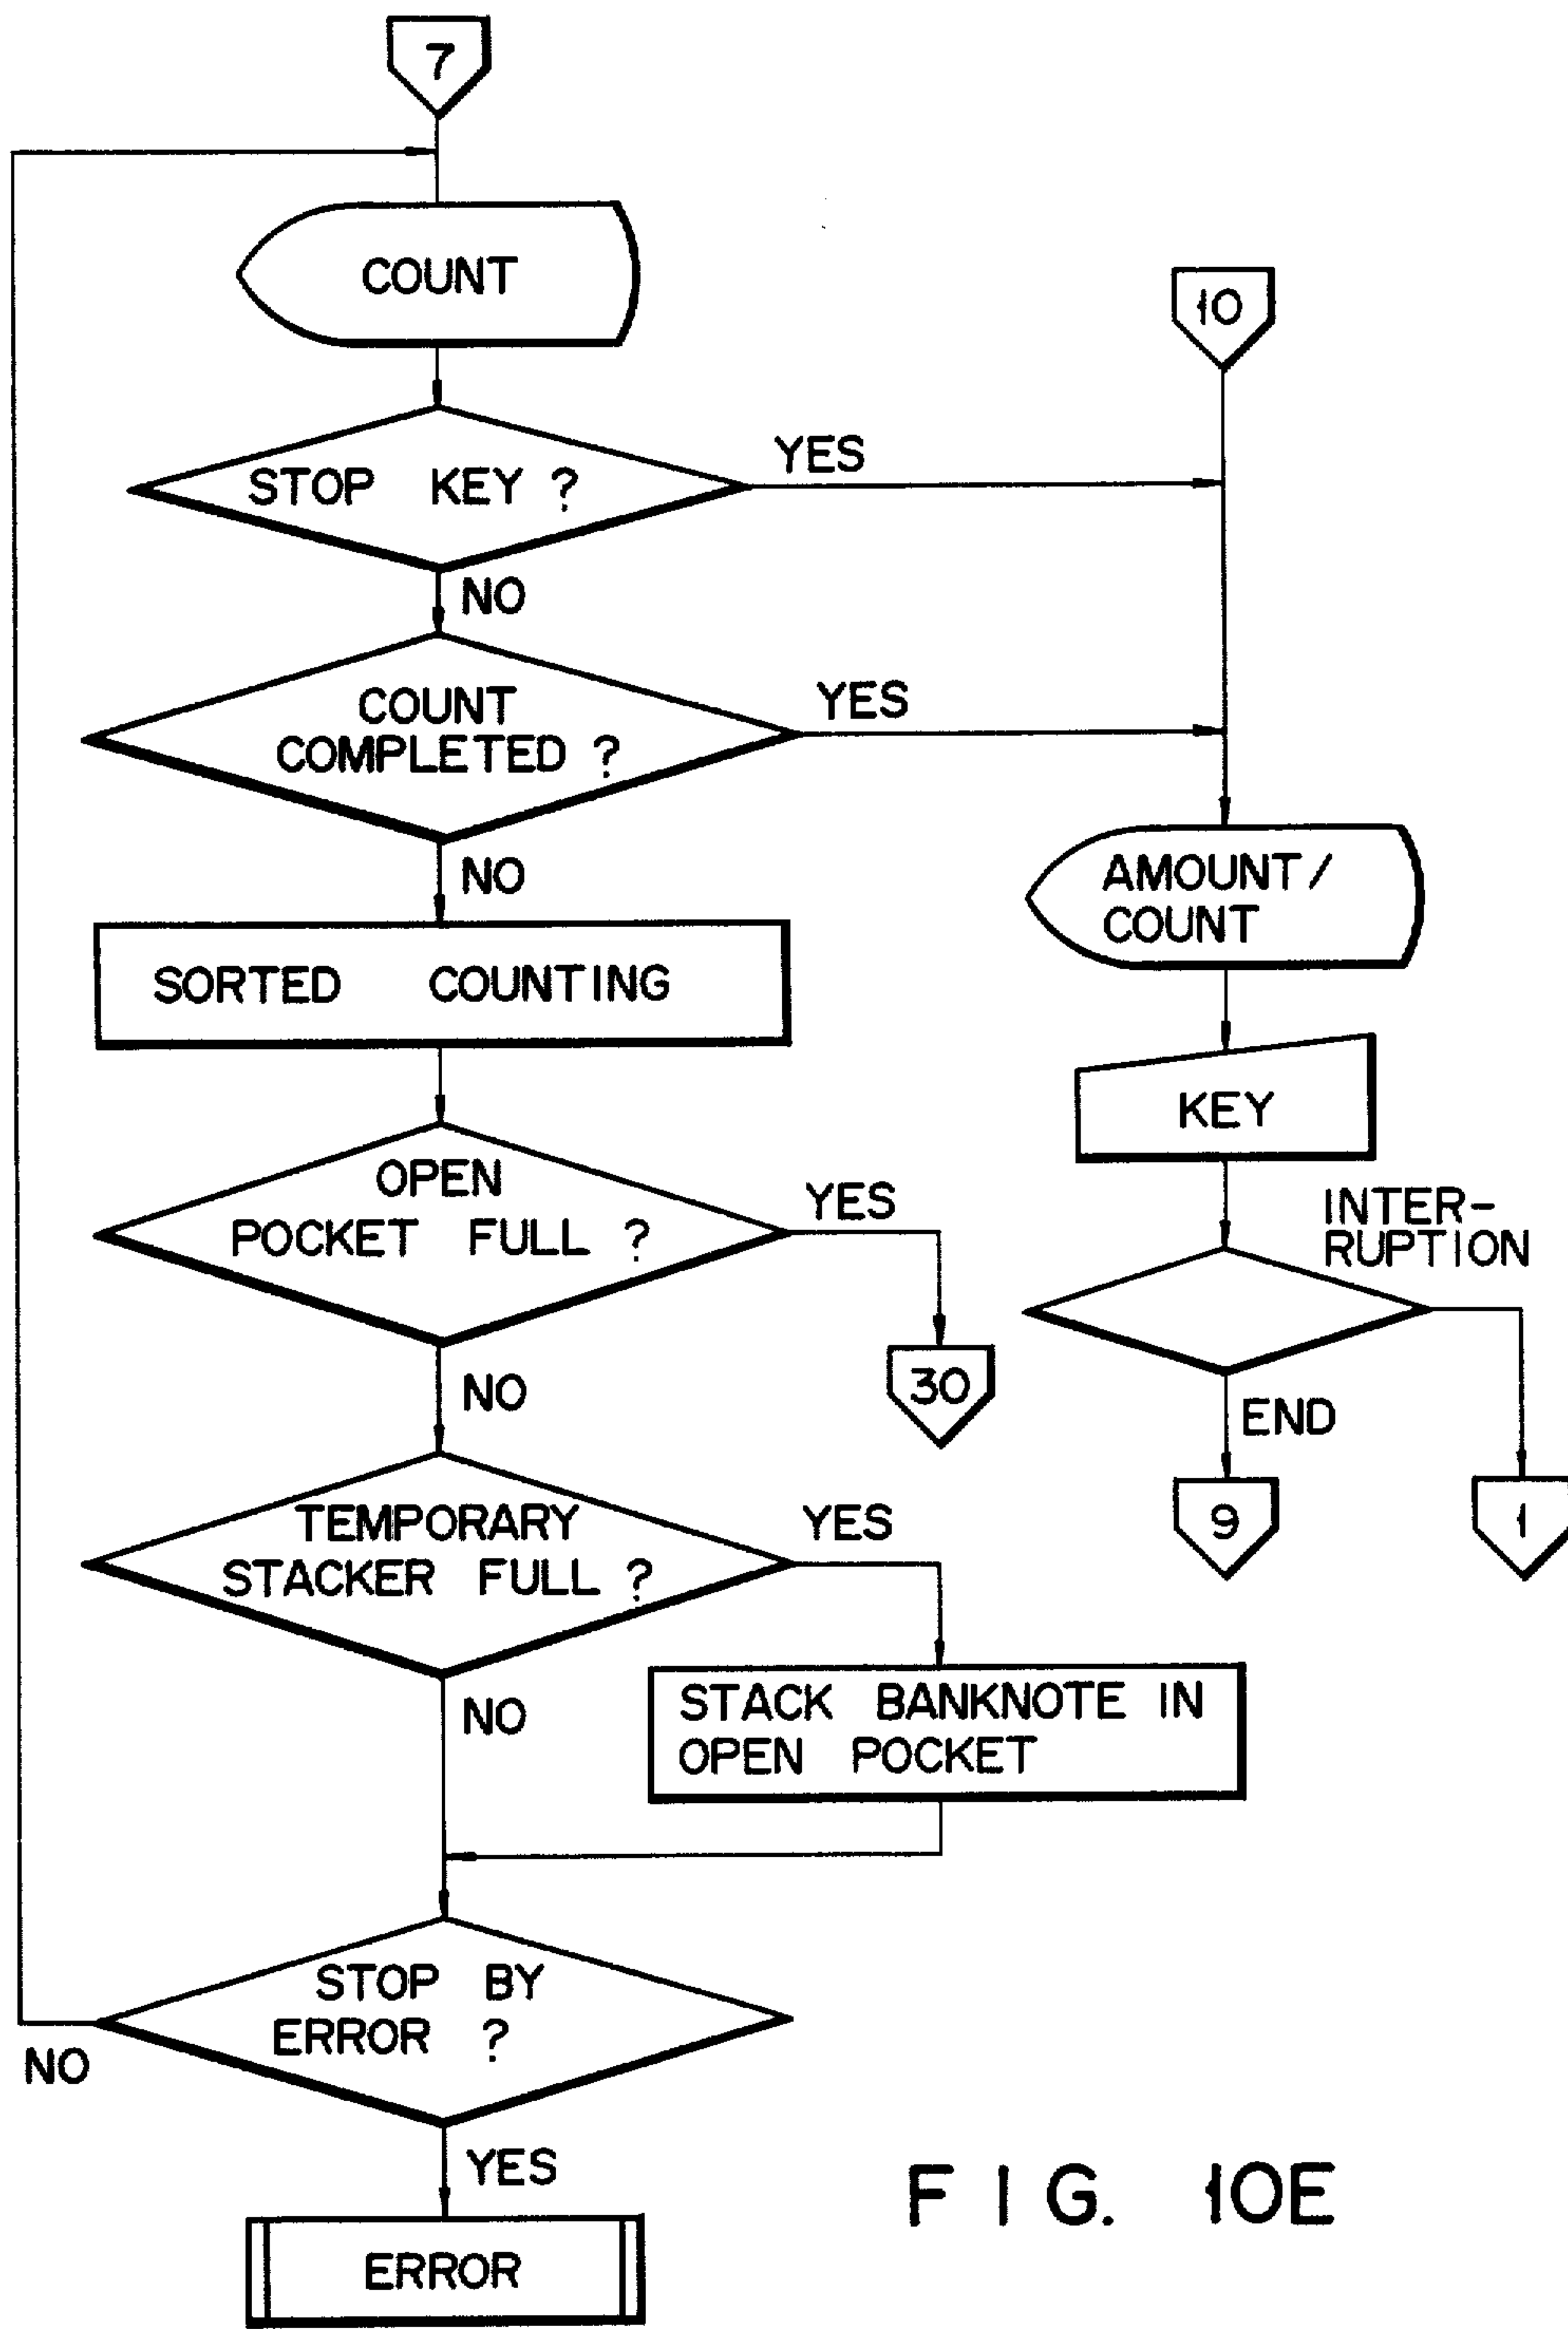 7
COUNT
10
STOP KEY ?
YES
NO
COUNT
COMPLETED ?
YES
NO
AMOUNT/
COUNT
SORTED COUNTING
KEY
OPEN
POCKET FULL ?
YES
INTER-
RUPTION
30
NO
END
9
1
TEMPORARY
STACKER FULL ?
YES
NO
STACK BANKNOTE IN
OPEN POCKET
STOP BY
ERROR ?
NO
YES
ERROR
FIG. 10E